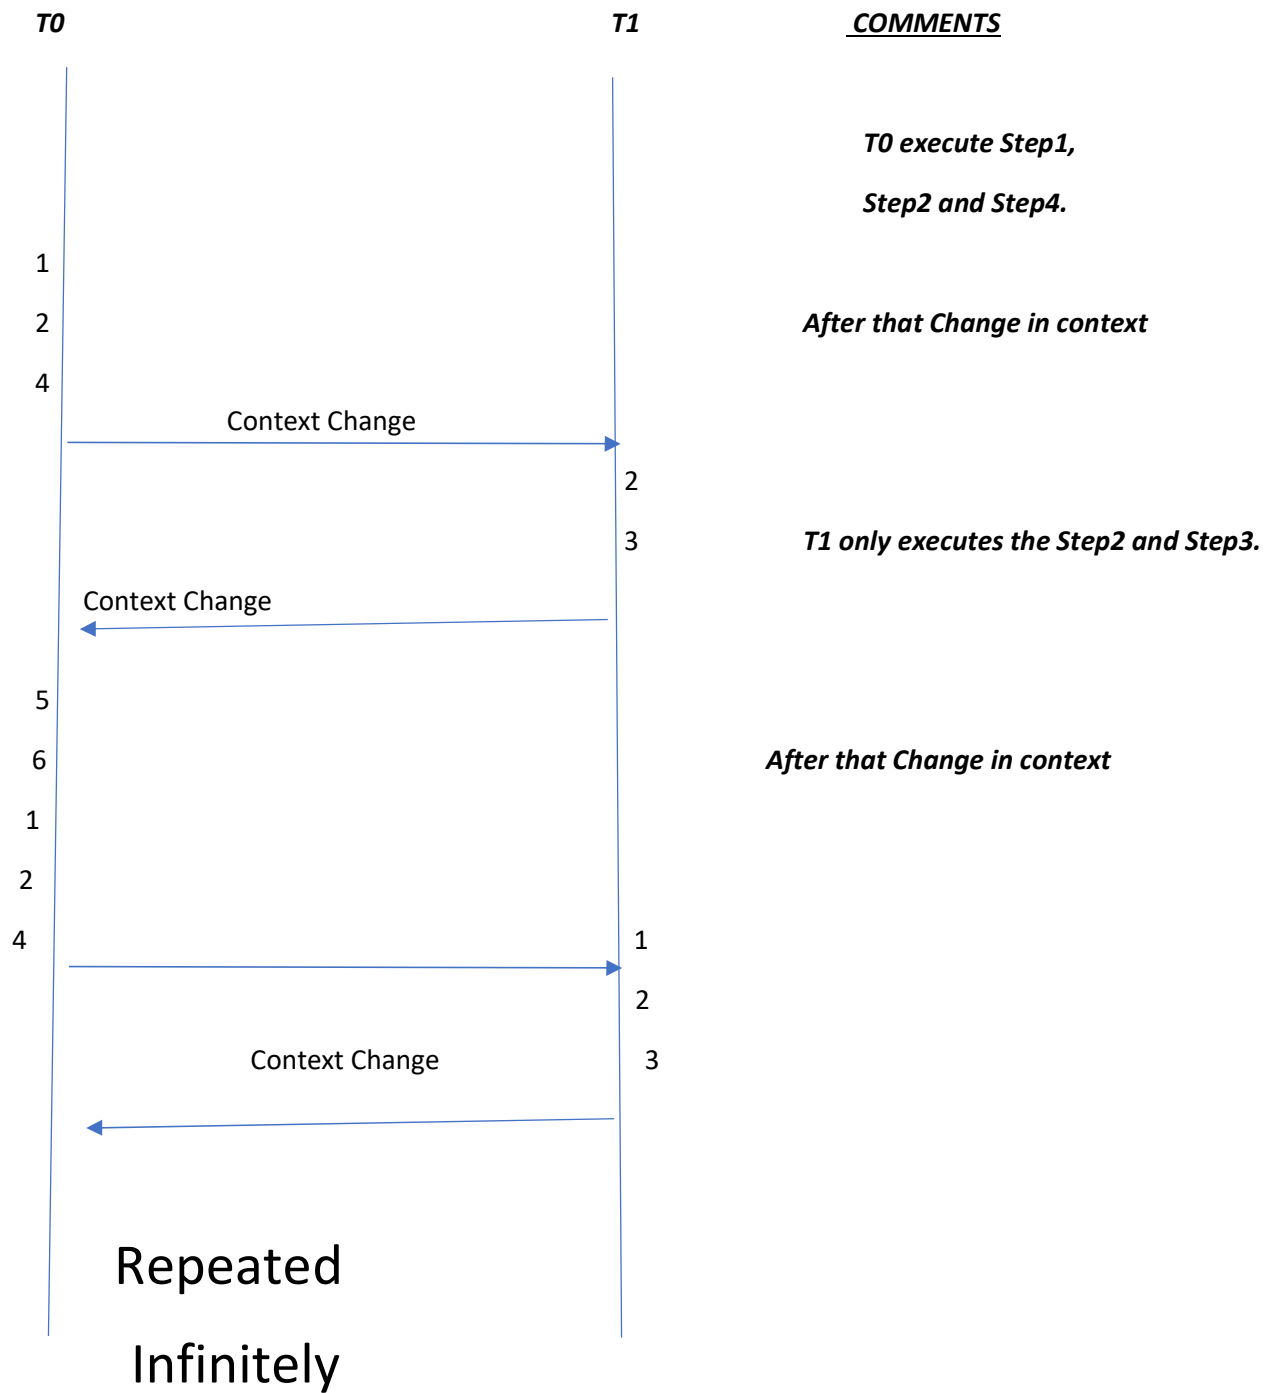 T0 T1 COMMENTS
T0 execute Step1,
Step2 and Step4.
1
2 After that Change in context
4
Context Change
2
3 T1 only executes the Step2 and Step3.
Context Change
5
6 After that Change in context
1
2
4 1
2
Context Change 3
Repeated
Infinitely